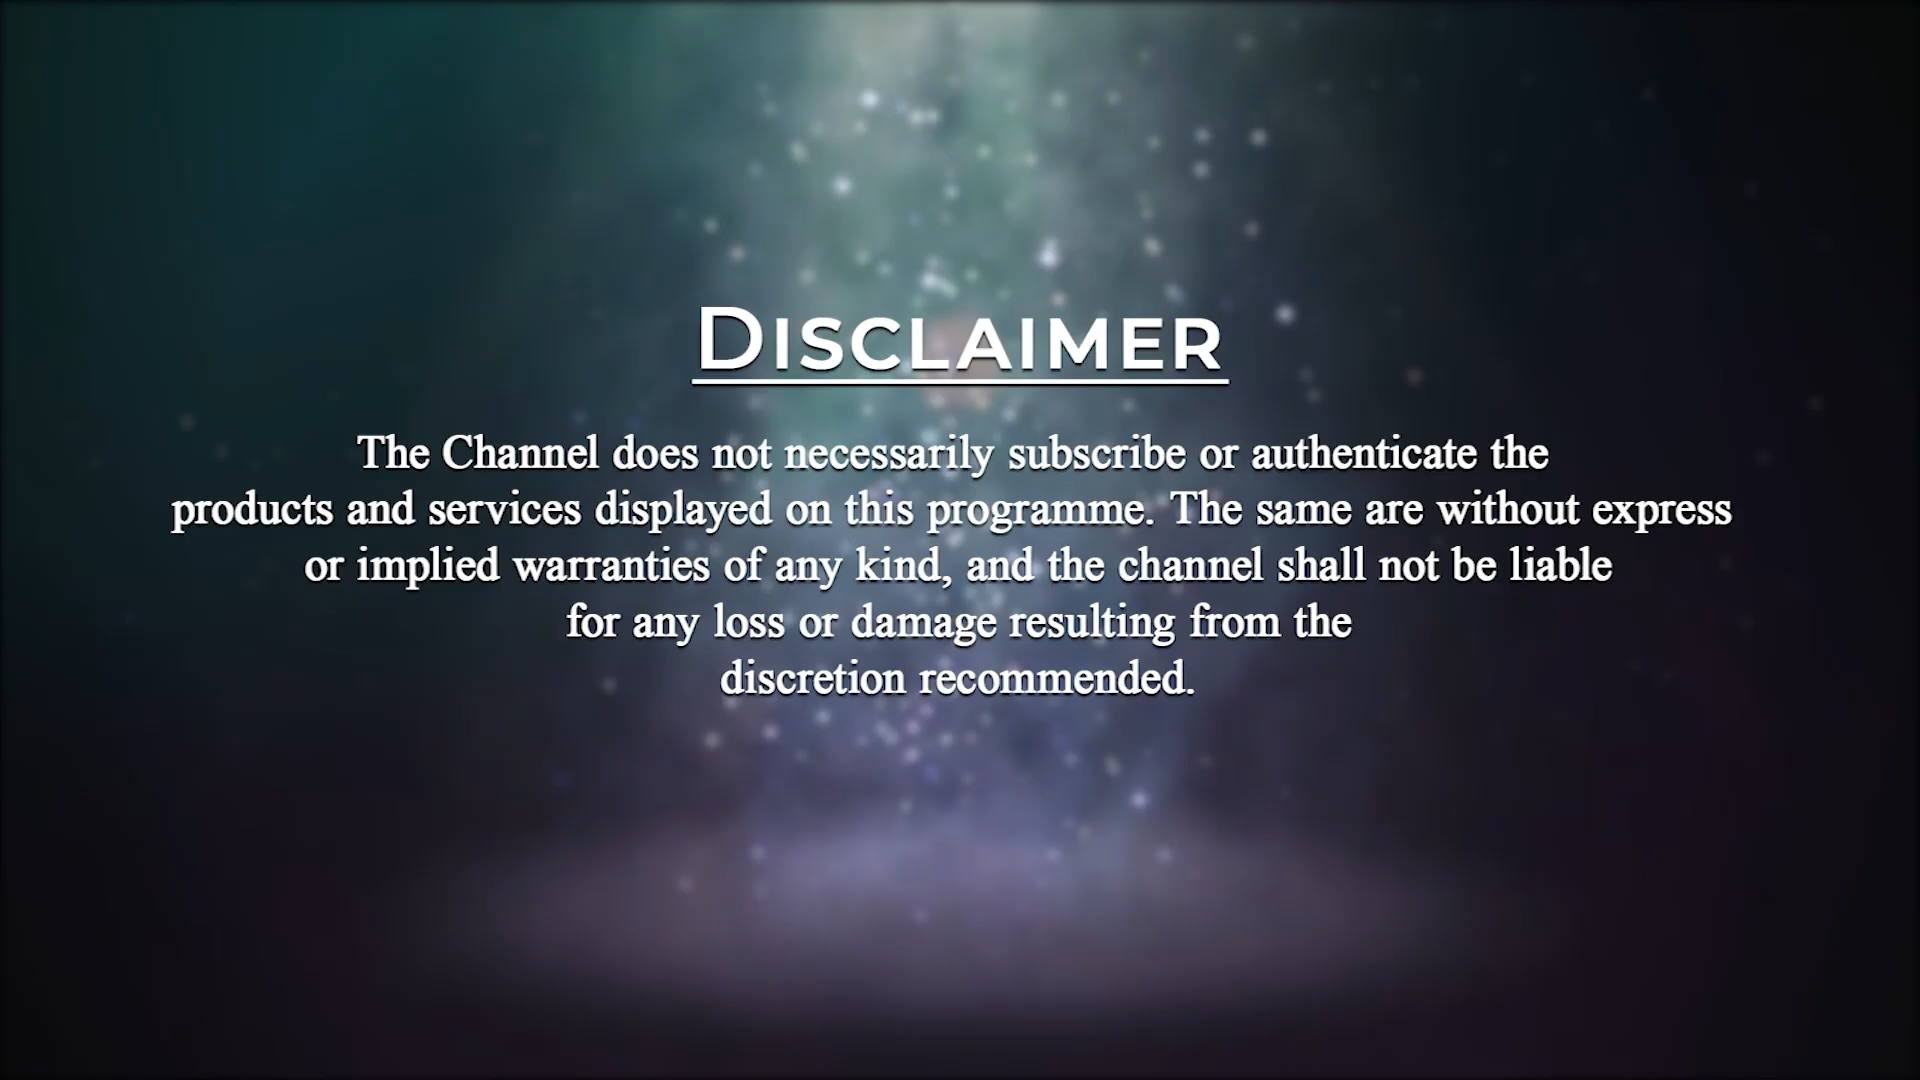 DISCLAIMER
The Channel does not necessarily subscribe or authenticate the
products and services displayed on this programme. The same are without express
or implied warranties of any kind, and the channel shall not be liable
for any loss or damage resulting from the
discretion recommended.